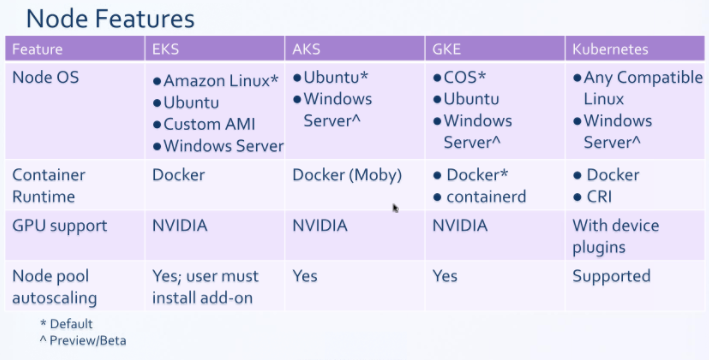 Node Features
Feature EKS AKS GKE Kubernetes
Node OS
● Amazon Linux*
● Ubuntu
● Custom AMI
● Windows Server
● Ubuntu*
● Windows
Server^
● COS*
● Ubuntu
● Windows
Server^
● Any Compatible
Linux
● Windows
Server^
Container
Runtime
Docker
Docker (Moby)
● Docker*
● containerd
● Docker
● CRI
GPU support
NVIDIA
NVIDIA
NVIDIA
With device
plugins
Node pool
autoscaling
Yes; user must
install add-on
Yes
Yes
Supported
* Default
^ Preview/Beta